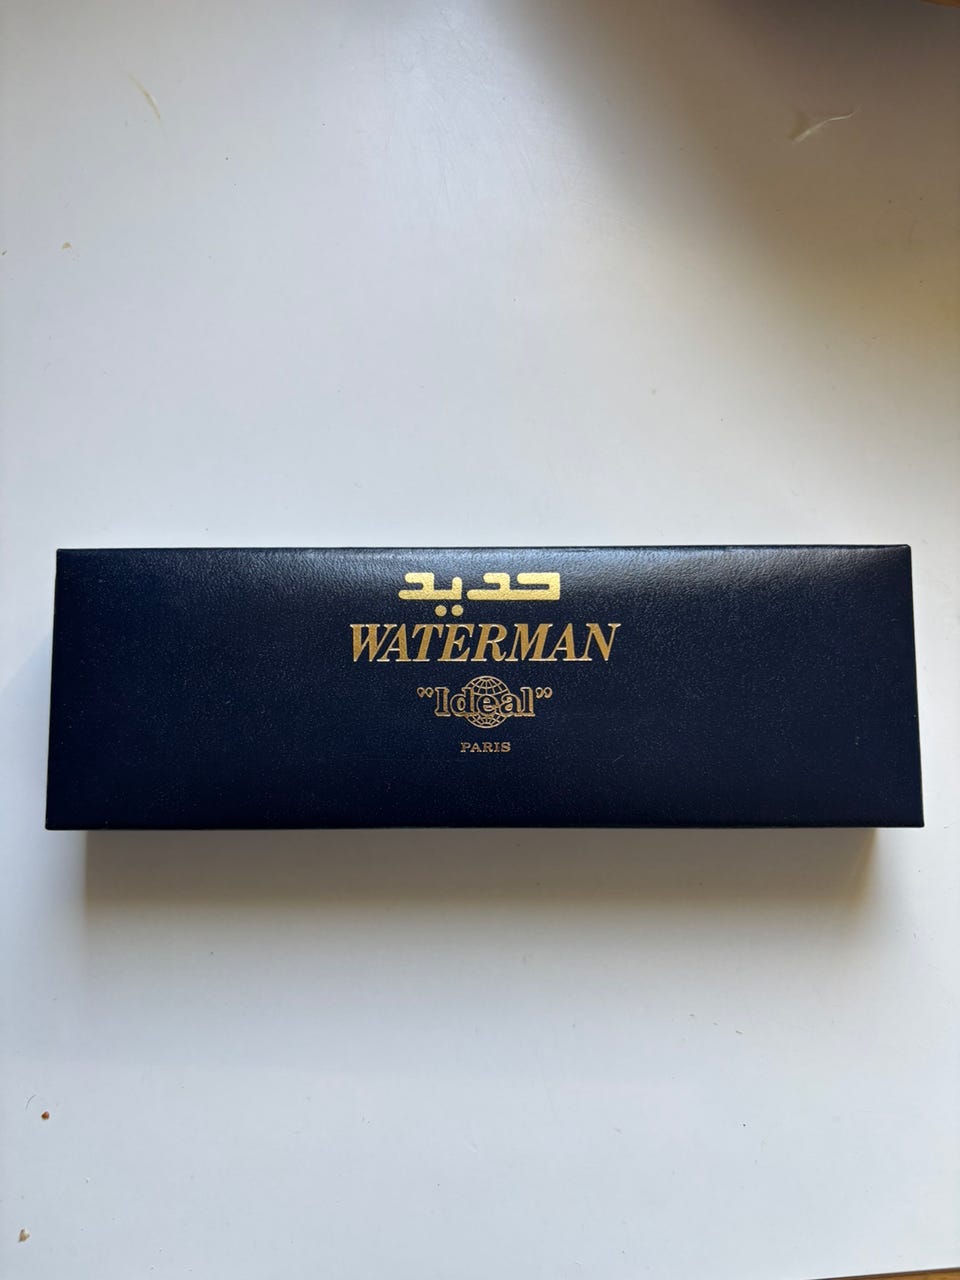 حديد
WATERMAN
"Ideal"
PARIS